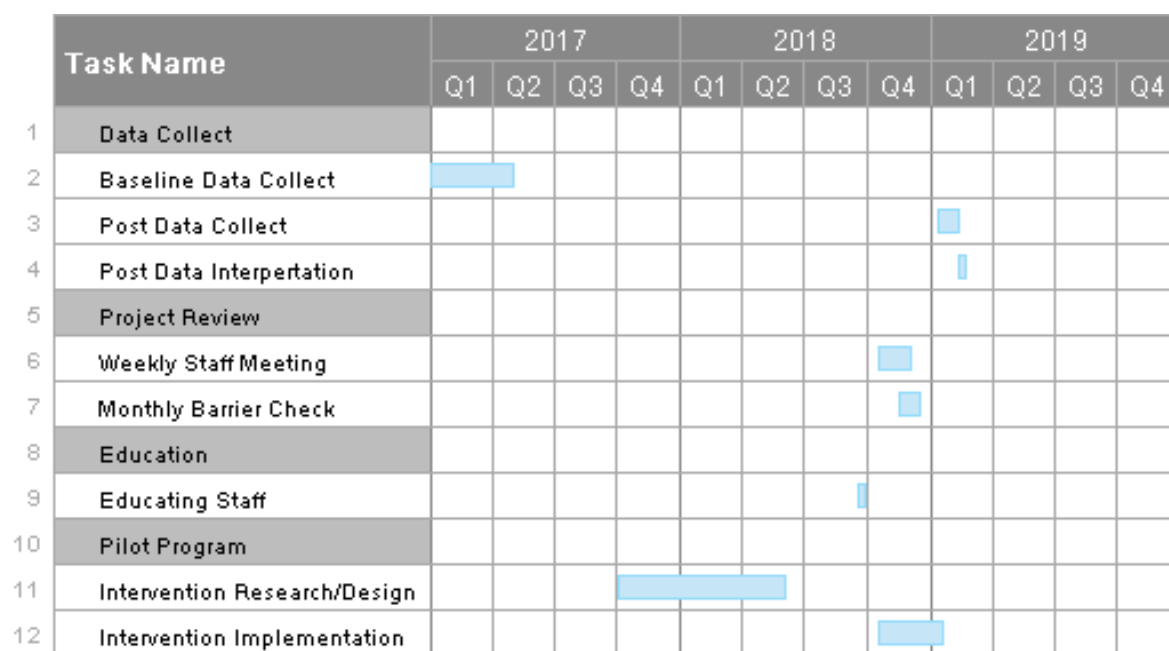 Task Name 2017 2018 2019
Q1 Q2 Q3 Q4 Q1 Q2 Q3 Q4 Q1 Q2 Q3 Q4
1 Data Collect
2 Baseline Data Collect
3 Post Data Collect
4 Post Data Interpertation
5 Project Review
6 Weekly Staff Meeting
7 Monthly Barrier Check
8 Education
9 Educating Staff
10 Pilot Program
11 Intervention Research/Design
12 Intervention Implementation